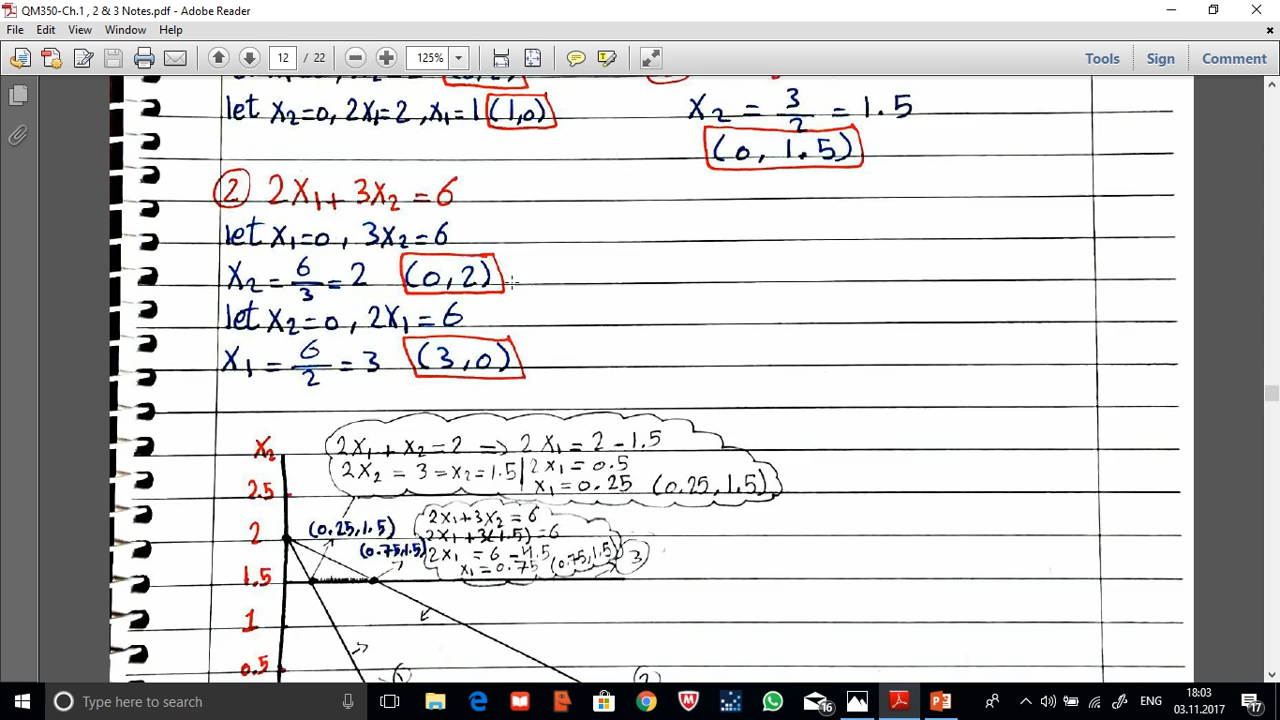 QM350-Ch.1, 2 & 3 Notes.pdf - Adobe Reader
File Edit View Window Help
12 / 22 125% Tools Sign Comment
let x₂=0, 2x₁=2, x₁=1 (1,0)
x₂ = 3/2 = 1.5
(0, 1.5)
② 2x₁ + 3x₂ = 6
let x₁=0, 3x₂=6
x₂ = 6/3 = 2 (0,2)
let x₂=0, 2x₁=6
x₁ = 6/2 = 3 (3,0)
2x₁ + x₂ = 2 => 2x₁ = 2 - 1.5
2x₂ = 3 = x₂ = 1.5 | 2x₁ = 0.5
x₁ = 0.25 (0.25, 1.5)
x₂
2.5
2
1.5
1
0.5
(0.25, 1.5)
(0.75, 1.5)
2x₁ + 3x₂ = 6
2x₁ + 3(1.5) = 6
2x₁ = 6 - 4.5
x₁ = 0.75 (0.75, 1.5)
3
Type here to search
16
ENG
18:03
03.11.2017
17